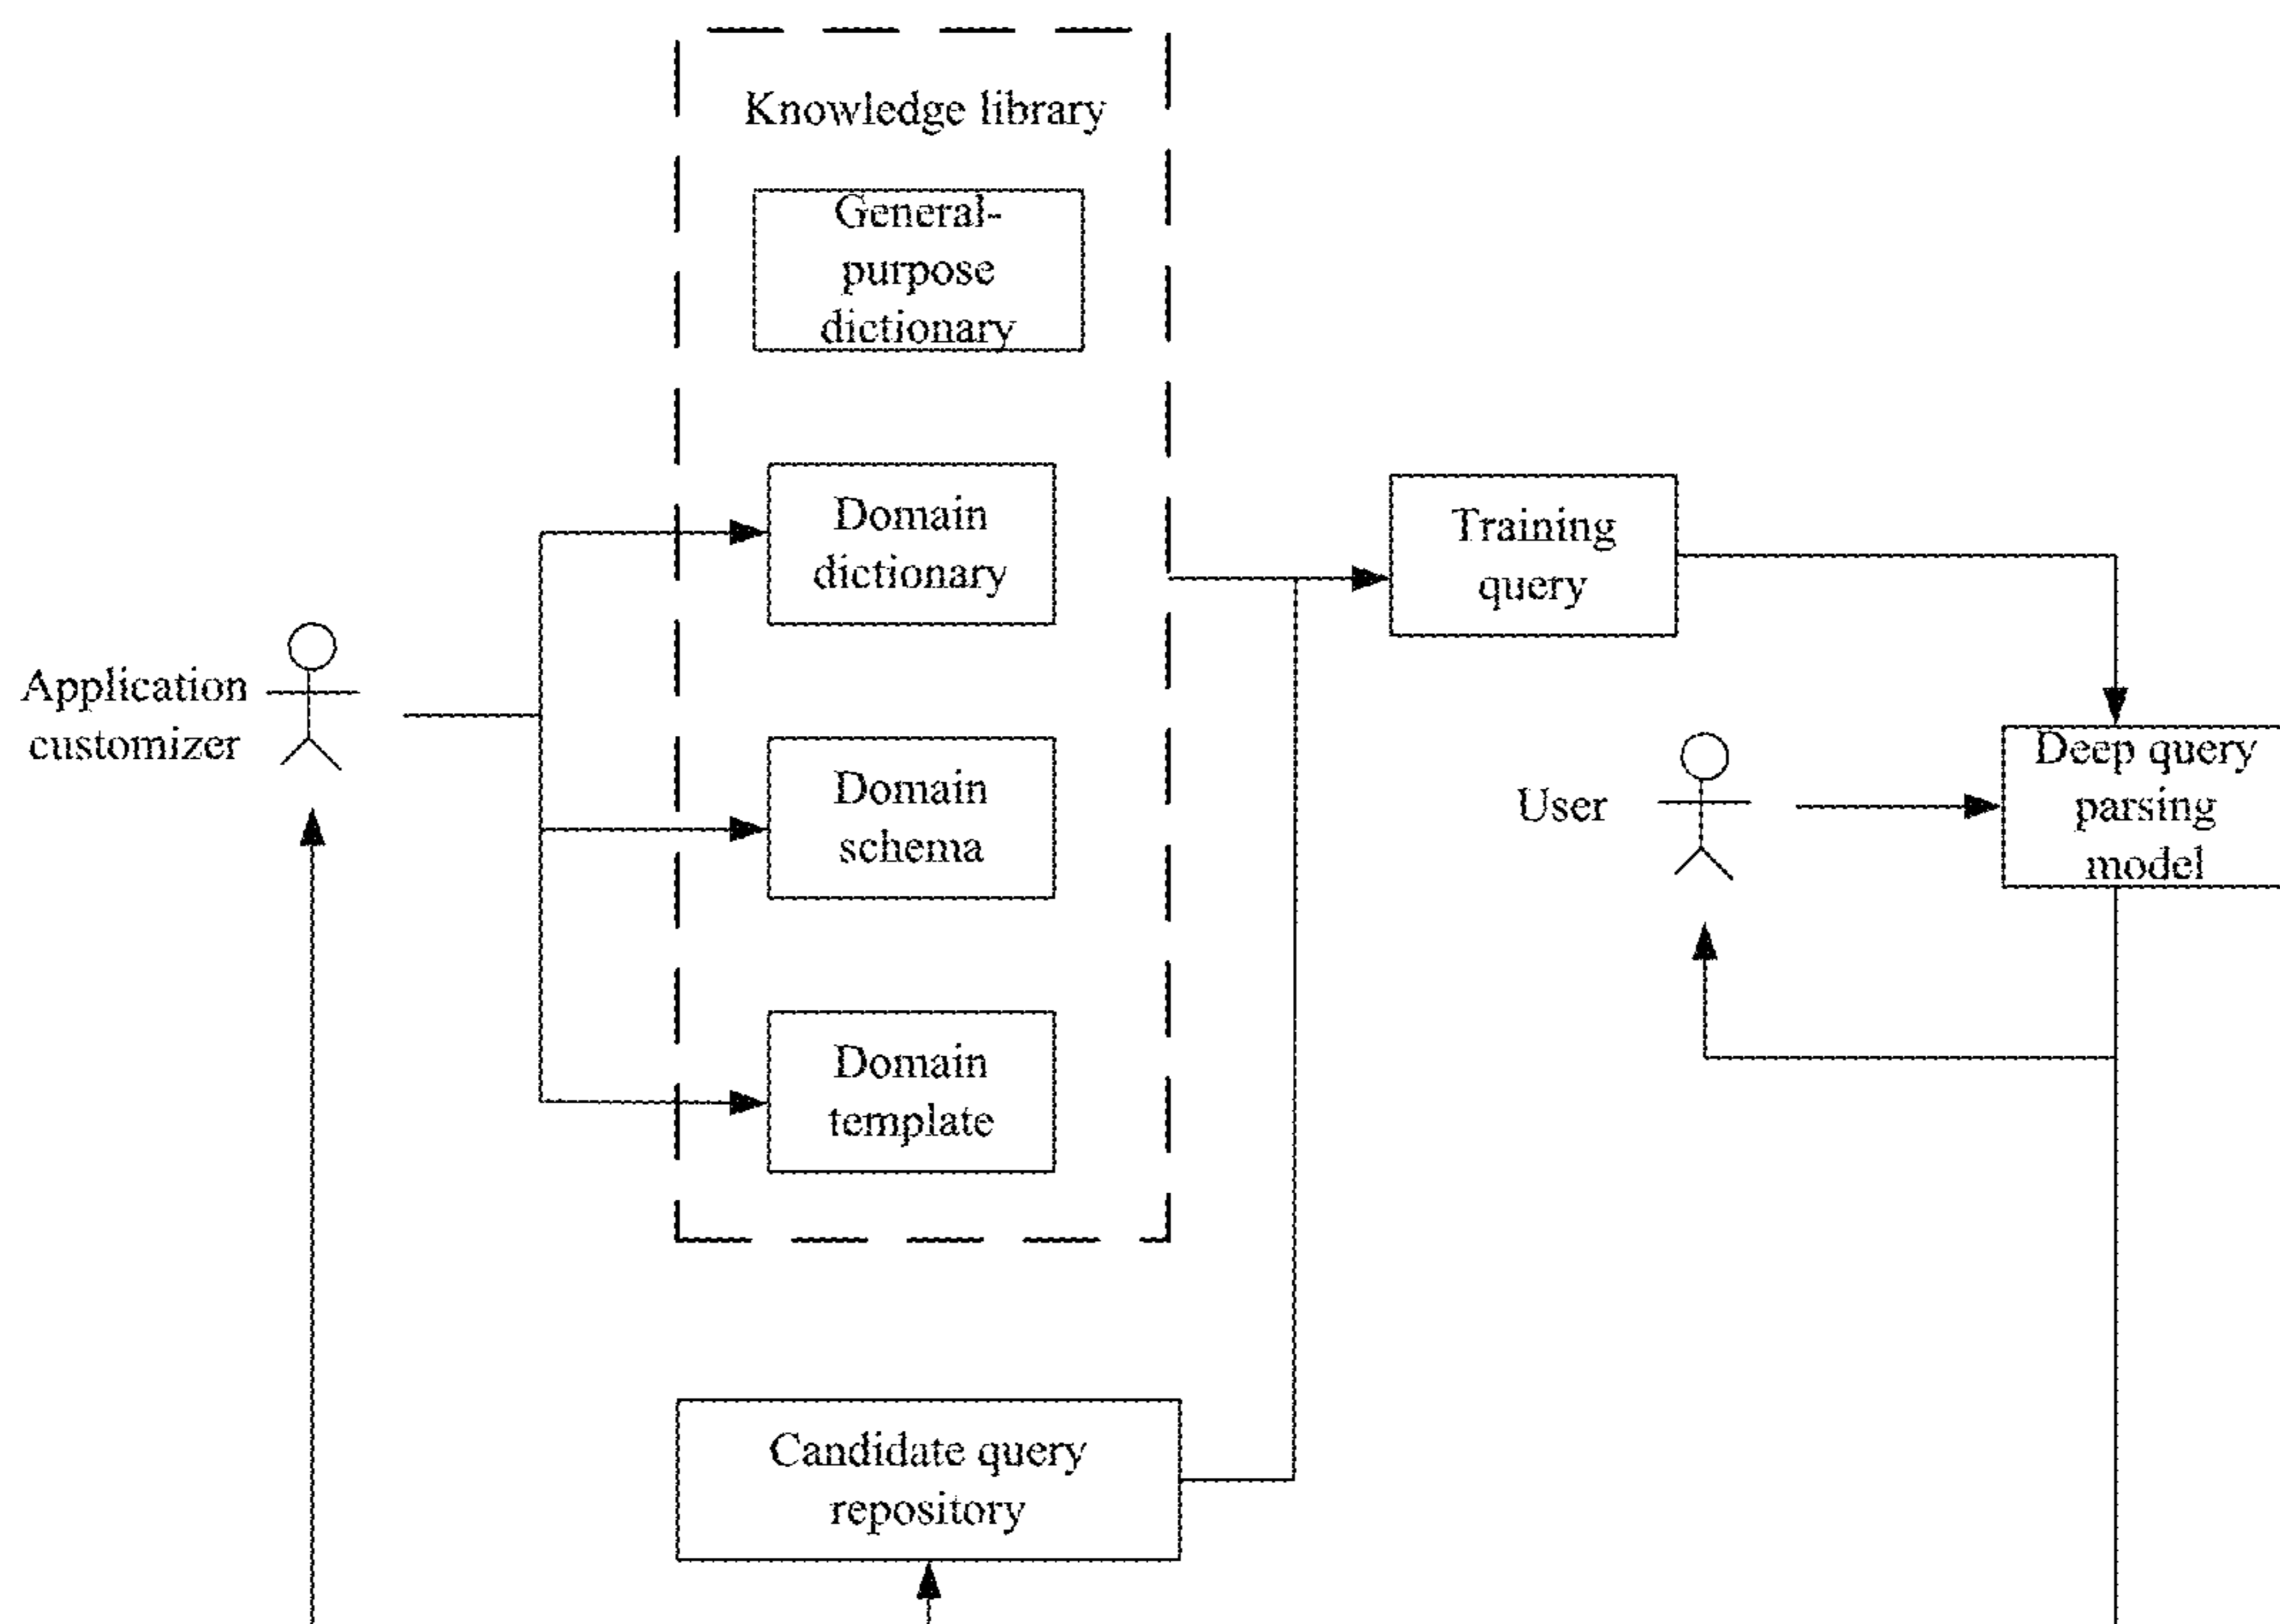 Knowledge library
General-
purpose
dictionary
Domain
dictionary
Training
query
Application
customizer
Domain
schema
User
Deep query
parsing
model
Domain
template
Candidate query
repository